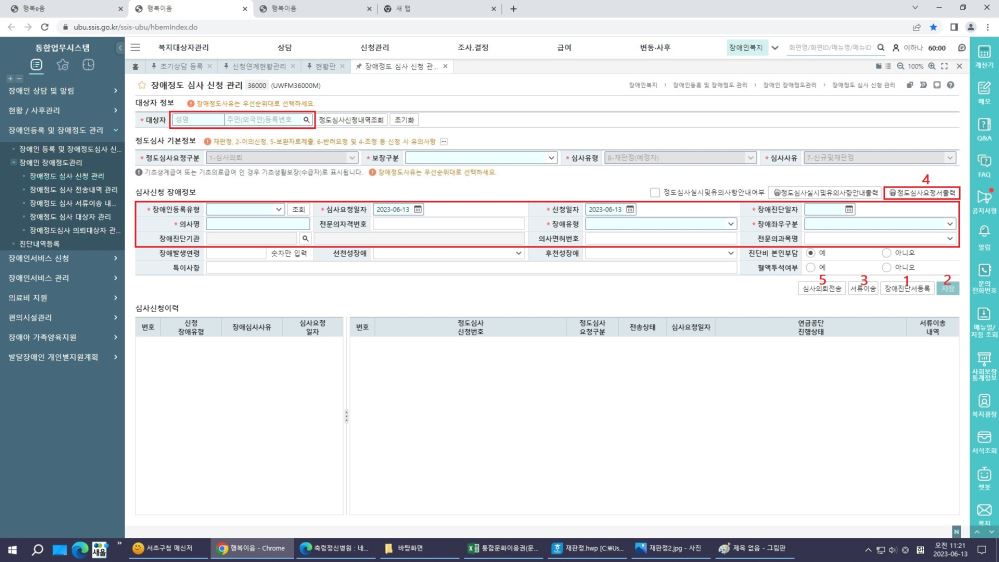 행복e음
행복이음
행복이음
새 탭
ubu.ssis.go.kr/ssis-ubu/hbemIndex.do
통합업무시스템
복지대상자관리 상담 신청관리 조사.결정 급여 변동·사후
장애인복지 화면명/화면ID/메뉴명/메뉴ID 이하나 60:00
홈 초기상담 등록 신청연계현황관리 현황판 장애정도 심사 신청 관... 100%
장애인 상담 및 알림
현황 / 사후관리
장애인등록 및 장애정도 관리
장애인 등록 및 장애정도심사 신...
장애인 장애정도관리
장애정도 심사 신청 관리
장애정도 심사 전송내역 관리
장애정도 심사 서류이송 내...
장애정도 심사 대상자 관리
장애정도심사 의뢰대상자 관...
진단내역등록
장애인서비스 신청
장애인서비스 관리
의료비 지원
편의시설관리
장애아 가족양육지원
발달장애인 개인별지원계획
장애정도 심사 신청 관리 36000 (UWFM36000M)
장애인복지 > 장애인등록 및 장애정도 관리 > 장애인 장애정도관리 > 장애정도 심사 신청 관리
대상자 정보 장애정도사유는 우선순위대로 선택하세요.
* 대상자 성명 주민(외국인)등록번호 장애정도심사신청내역조회 초기화
정도심사 기본정보 재판정, 2-이의신청, 5-보완자료제출, 6-반려요청 및 4-조정 등 신청 시 유의사항
* 정도심사요청구분 1-심사의뢰 * 보장구분 * 심사유형 8-재판정(예정자) * 심사사유 7-신규및재판정
기초생계급여 또는 기초의료급여 인 경우 기초생활보장(수급자)로 표시됩니다. 장애정도사유는 우선순위대로 선택하세요.
4
심사신청 장애정보 정도심사실시및유의사항안내여부 정도심사실시및유의사항안내출력 정도심사요청서출력
* 장애인등록유형 조회 * 심사요청일자 2023-06-13 * 신청일자 2023-06-13 * 장애진단일자
* 의사명 전문의자격번호 * 장애유형 * 장애좌우구분
장애진단기관 의사면허번호 전문의과목명
장애발생연령 숫자만 입력 선천성장애 후천성장애 진단비 본인부담 예 아니오
특이사항 혈액투석여부 예 아니오
5 3 1 2
심사의뢰전송 서류이송 장애진단서등록 저장
심사신청이력
번호 신청 장애유형 장애심사사유 심사요청 일자
번호 정도심사 신청번호 정도심사 요청구분 전송상태 심사요청일자 연금공단 진행상태 서류이송 내역
계산기
메모
Q&A
FAQ
공지사항
알림
문의
전화번호
메뉴얼/
지침 조회
사회보장
통계정보
복지광장
서식조회
챗봇
복지
새올
서초구청 메신저
행복이음 - Chrome
바탕화면
통합문화이용권(문...
재판정.hwp [C:₩Us...
재판정2.jpg - 사진
제목 없음 - 그림판
오전 11:21
2023-06-13